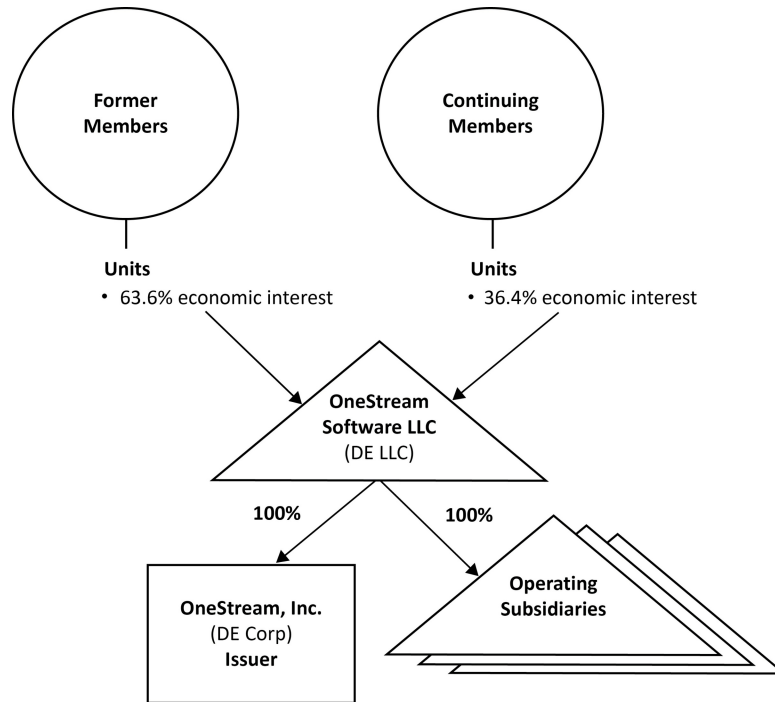 Former
Members
Continuing
Members
Units
• 63.6% economic interest
Units
• 36.4% economic interest
OneStream
Software LLC
(DE LLC)
100%
100%
OneStream, Inc.
(DE Corp)
Issuer
Operating
Subsidiaries